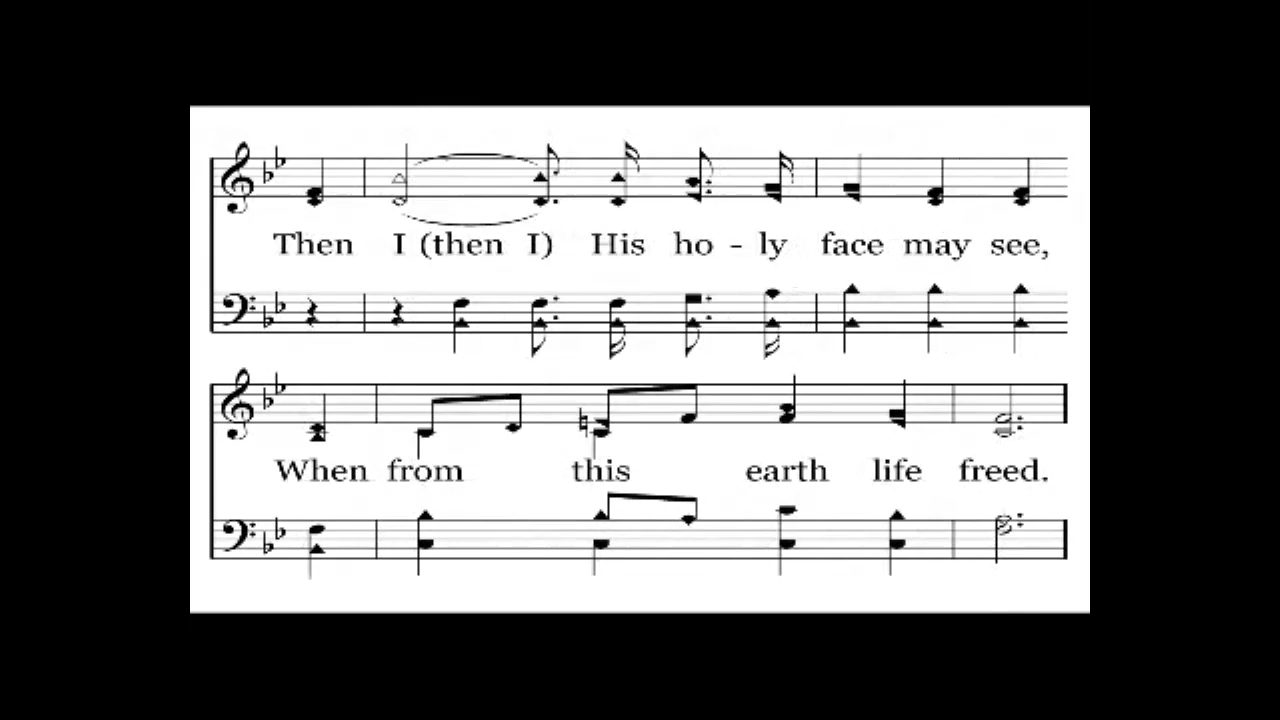 Then I (then I) His ho - ly face may see,
When from this earth life freed.